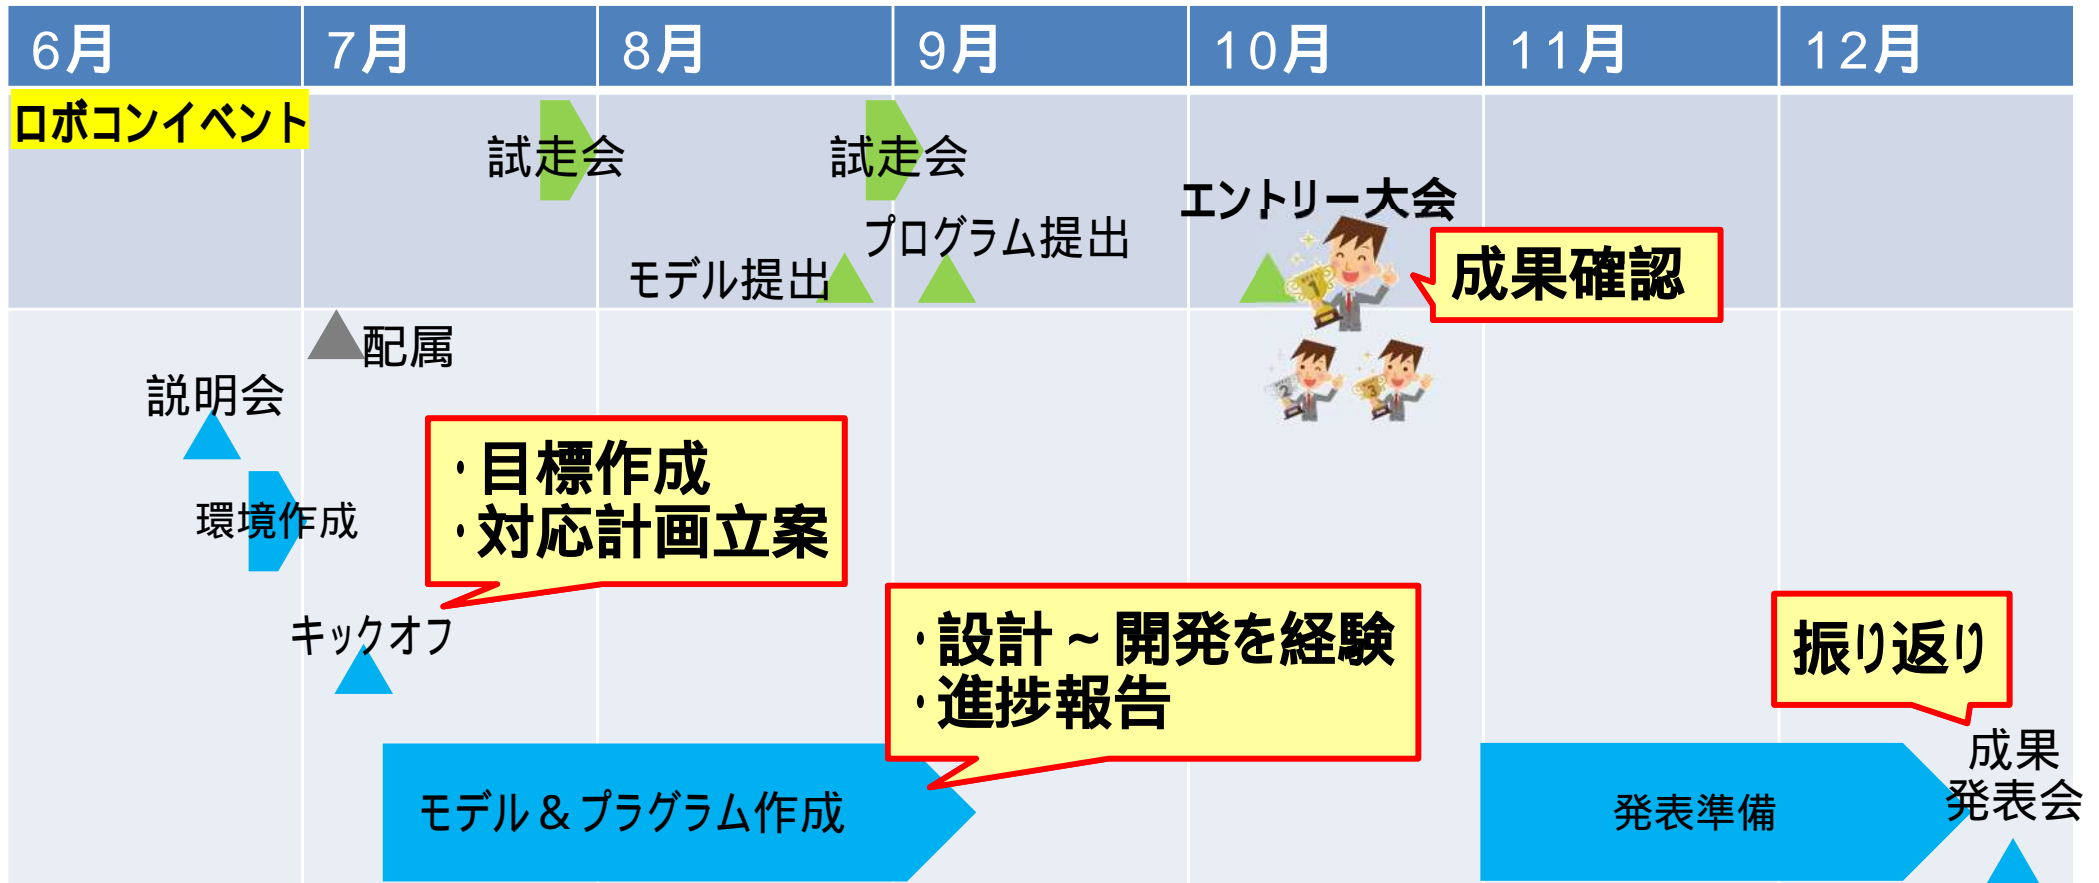 6月
7月
8月
9月
10月
11月
12月
ロボコンイベント
試走会
試走会
エントリー大会
プログラム提出
モデル提出
成果確認
1
配属
説明会
2
3
・目標作成
・対応計画立案
環境作成
キックオフ
・設計~開発を経験
・進捗報告
振り返り
成果
発表会
モデル&プラグラム作成
発表準備